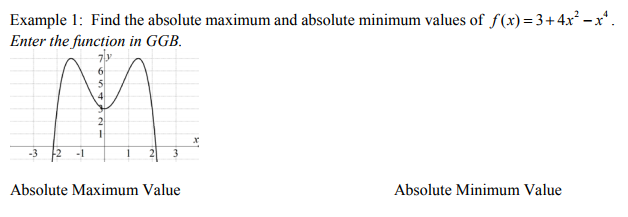 Example 1: Find the absolute maximum and absolute minimum values of f(x) = 3 + 4x² − x⁴.
Enter the function in GGB.
7 y
6
5
4
3
2
1
x
-3 -2 -1 1 2 3
Absolute Maximum Value Absolute Minimum Value